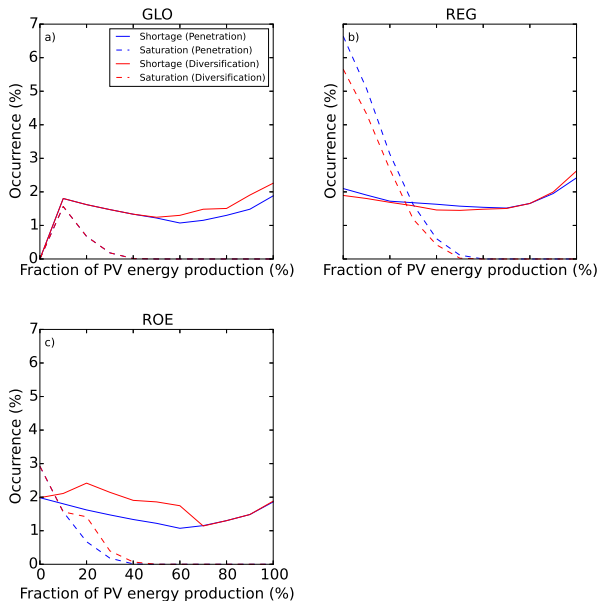 GLO
a)
Shortage (Penetration)
Saturation (Penetration)
Shortage (Diversification)
Saturation (Diversification)
7
6
5
4
3
2
1
0
Occurrence (%)
Fraction of PV energy production (%)
REG
b)
Occurrence (%)
Fraction of PV energy production (%)
ROE
c)
7
6
5
4
3
2
1
0
Occurrence (%)
0 20 40 60 80 100
Fraction of PV energy production (%)